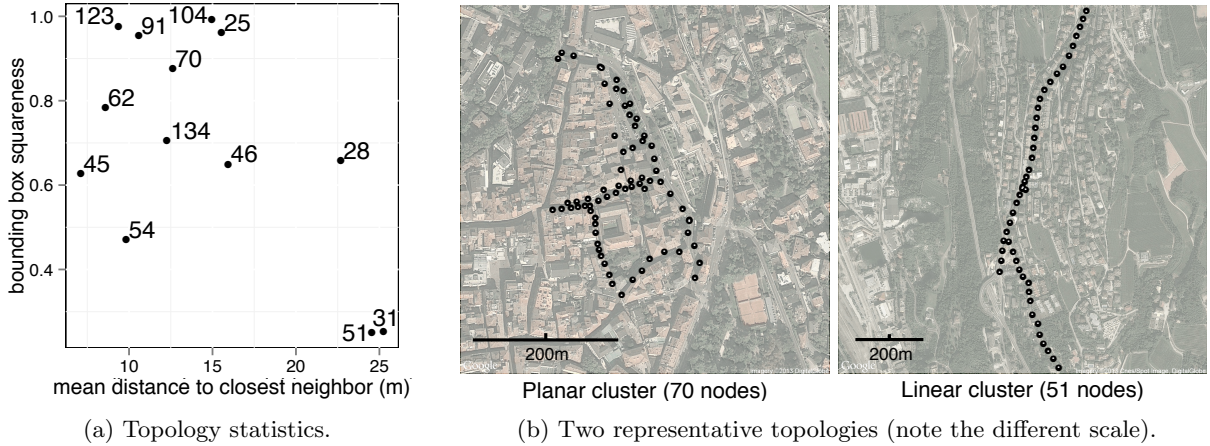 bounding box squareness
1.0
0.8
0.6
0.4
123
91
104
25
70
62
134
45
46
28
54
51
31
10
15
20
25
mean distance to closest neighbor (m)
(a) Topology statistics.
200m
Google
Planar cluster (70 nodes)
200m
Google
Linear cluster (51 nodes)
(b) Two representative topologies (note the different scale).